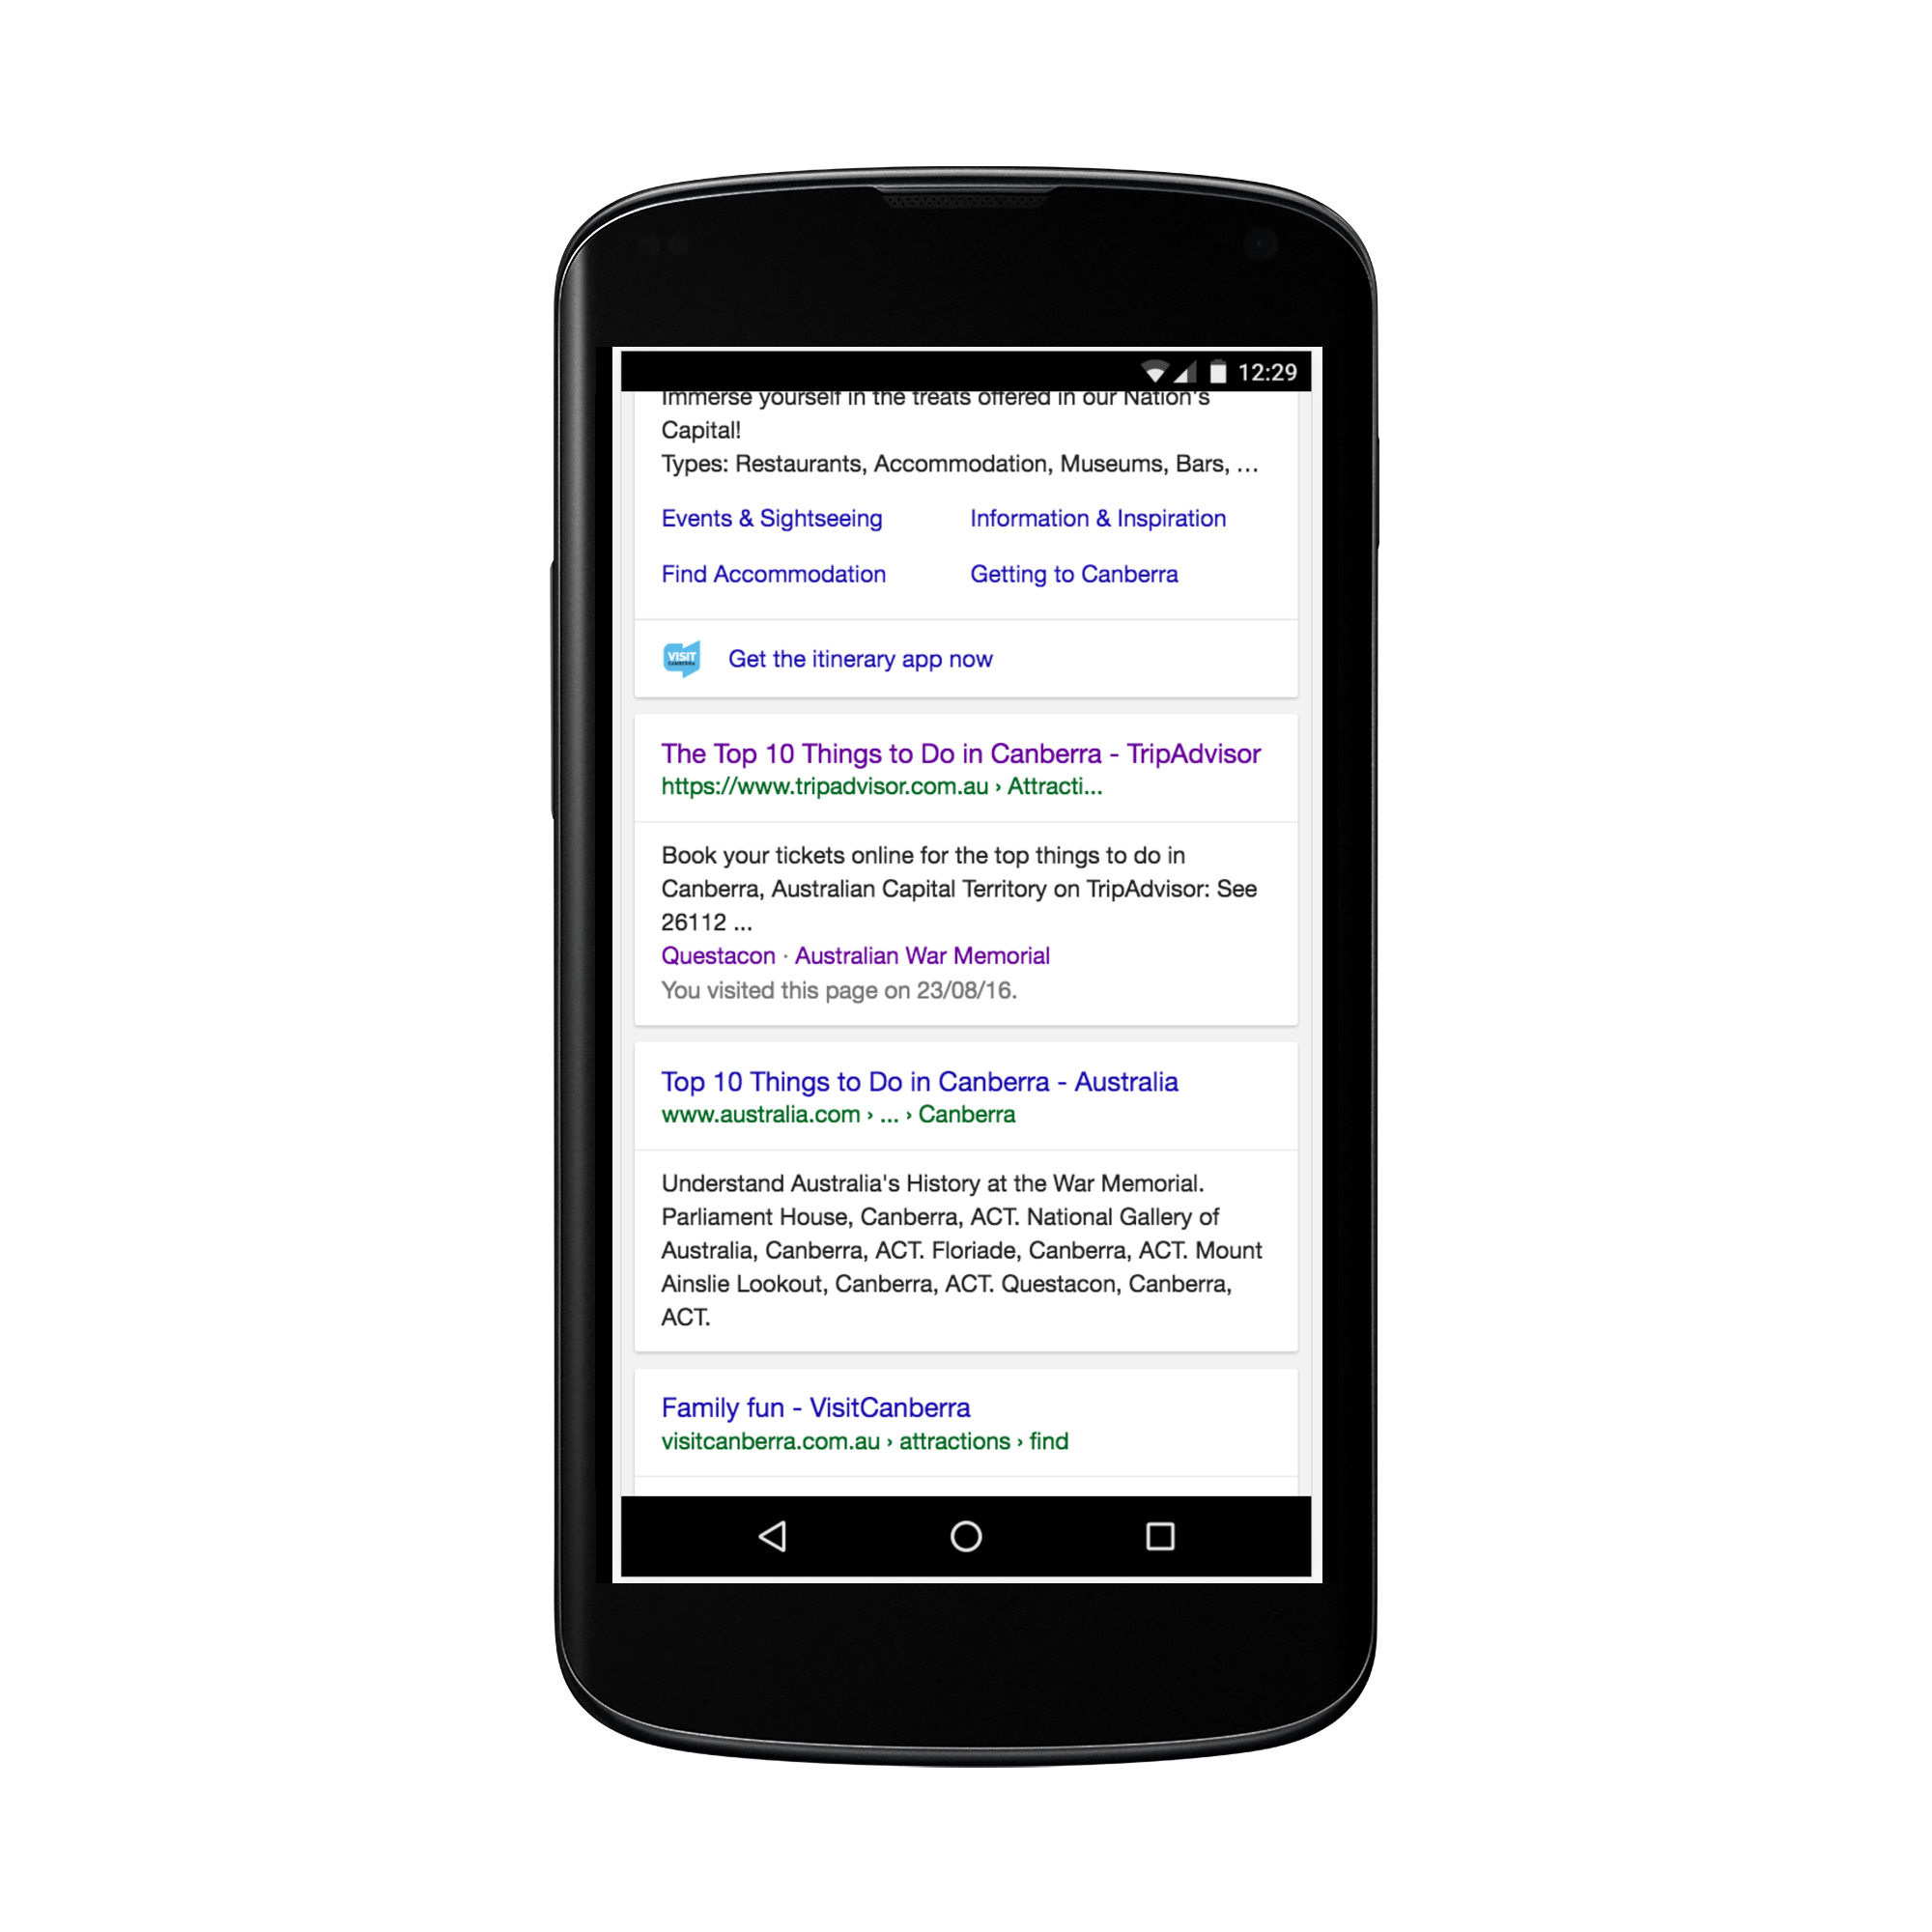 12:29
Immerse yourself in the treats offered in our Nation's
Capital!
Types: Restaurants, Accommodation, Museums, Bars, ...
Events & Sightseeing
Information & Inspiration
Find Accommodation
Getting to Canberra
VISIT
CANBERRA
Get the itinerary app now
The Top 10 Things to Do in Canberra - TripAdvisor
https://www.tripadvisor.com.au › Attracti...
Book your tickets online for the top things to do in
Canberra, Australian Capital Territory on TripAdvisor: See
26112 ...
Questacon · Australian War Memorial
You visited this page on 23/08/16.
Top 10 Things to Do in Canberra - Australia
www.australia.com › ... › Canberra
Understand Australia's History at the War Memorial.
Parliament House, Canberra, ACT. National Gallery of
Australia, Canberra, ACT. Floriade, Canberra, ACT. Mount
Ainslie Lookout, Canberra, ACT. Questacon, Canberra,
ACT.
Family fun - VisitCanberra
visitcanberra.com.au › attractions › find